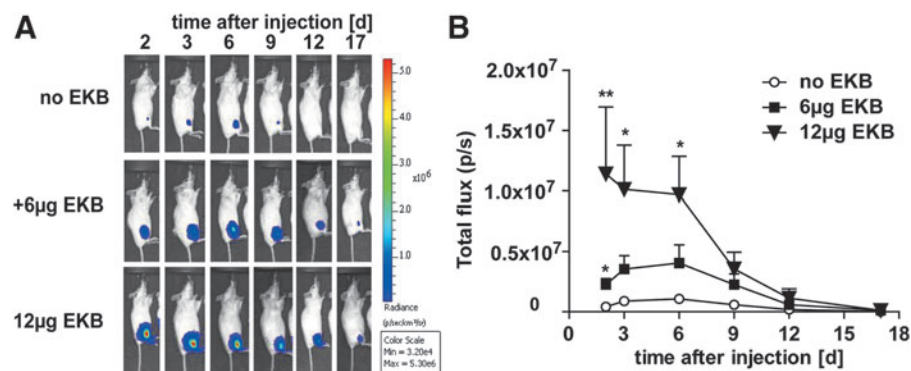 A
time after injection [d]
2 3 6 9 12 17
no EKB
+6µg EKB
12µg EKB
5.0
4.0
3.0
x10⁶
2.0
1.0
Radiance
Color Scale
Min = 3.20e4
Max = 5.30e6
B
2.0x10⁷
1.5x10⁷
1.0x10⁷
0.5x10⁷
0
Total flux (p/s)
**
*
*
*
no EKB
6µg EKB
12µg EKB
0 3 6 9 12 15 18
time after injection [d]